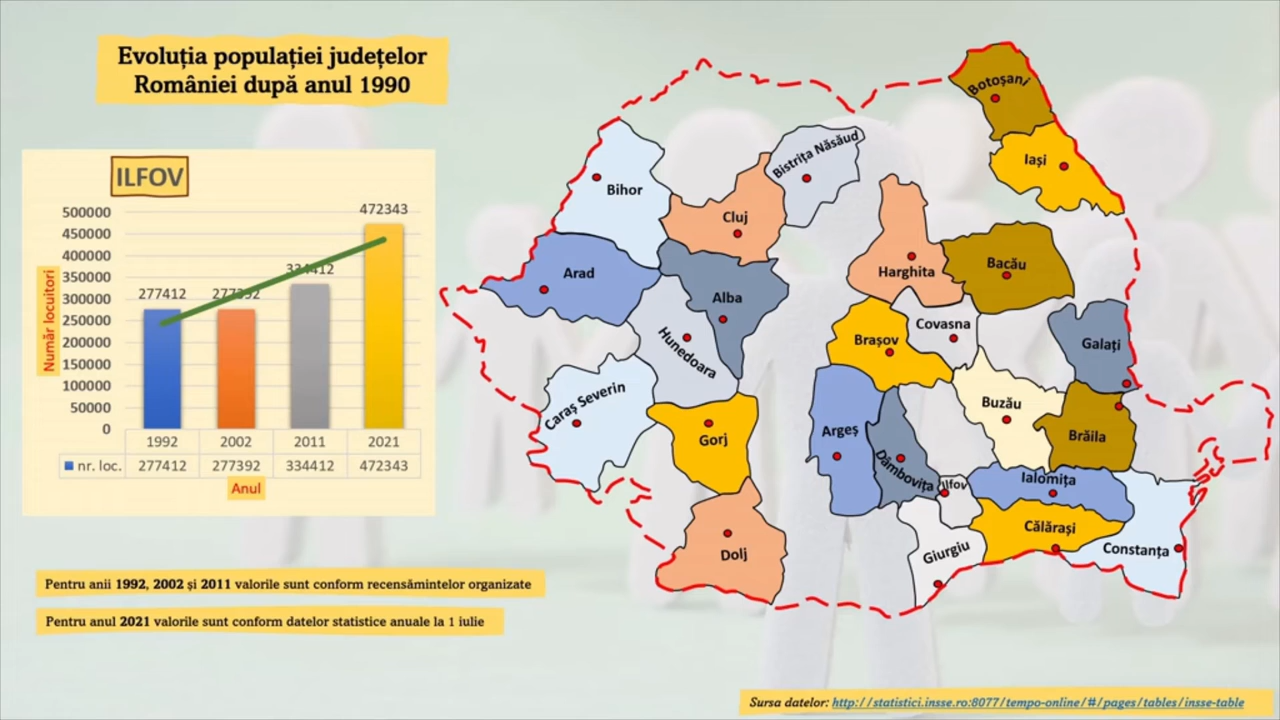 Evoluția populației județelor
României după anul 1990
ILFOV
Număr locuitori
500000
450000
400000
350000
300000
250000
200000
150000
100000
50000
0
277412
277392
334412
472343
1992 2002 2011 2021
nr. loc. 277412 277392 334412 472343
Anul
Pentru anii 1992, 2002 și 2011 valorile sunt conform recensămintelor organizate
Pentru anul 2021 valorile sunt conform datelor statistice anuale la 1 iulie
Botoșani
Iași
Bistrița Năsăud
Bihor
Cluj
Harghita
Bacău
Arad
Alba
Covasna
Brașov
Galați
Hunedoara
Caraș Severin
Buzău
Gorj
Argeș
Brăila
Dâmbovița
Ilfov
Ialomița
Călărași
Giurgiu
Constanța
Dolj
Sursa datelor: http://statistici.insse.ro:8077/tempo-online/#/pages/tables/insse-table